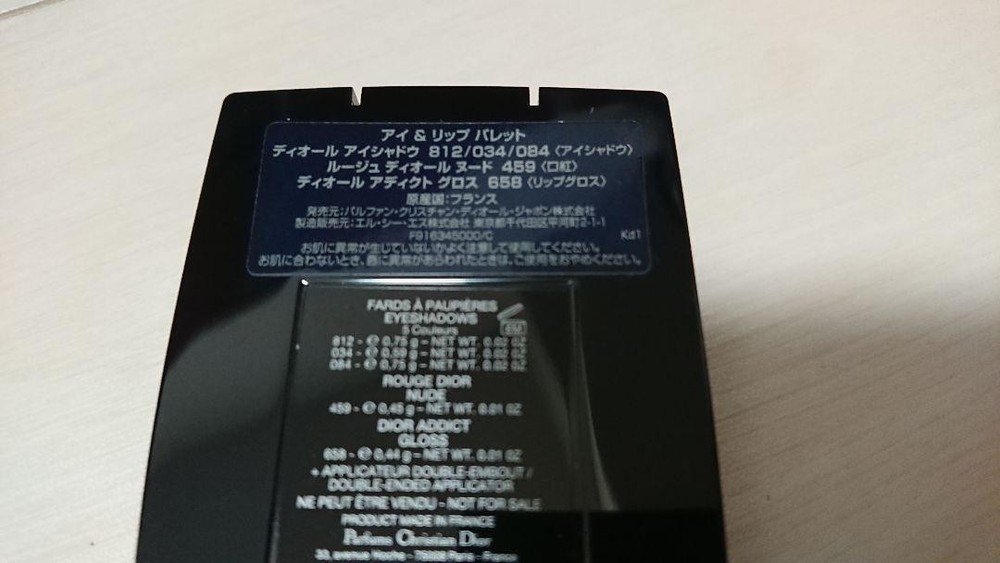 アイ & リップ パレット
ディオール アイシャドウ 812/034/084〈アイシャドウ〉
ルージュ ディオール ヌード 459〈口紅〉
ディオール アディクト グロス 658〈リップグロス〉
原産国:フランス
発売元:パルファン・クリスチャン・ディオール・ジャポン株式会社
製造販売元:エル・シー・エス株式会社 東京都千代田区平河町2-1-1
F916345000/C Kd1
お肌に異常が生じていないかよく注意して使用してください。
お肌に合わないとき、唇に異常があらわれたときは、ご使用をおやめください。
FARDS À PAUPIÈRES
EYESHADOWS
5 Couleurs 6M
812 - ℮ 0,75 g – NET WT. 0.02 OZ
034 - ℮ 0,59 g – NET WT. 0.02 OZ
084 - ℮ 0,75 g – NET WT. 0.02 OZ
ROUGE DIOR
NUDE
459 - ℮ 0,45 g – NET WT. 0.01 OZ
DIOR ADDICT
GLOSS
658 - ℮ 0,44 g – NET WT. 0.01 OZ
+ APPLICATEUR DOUBLE-EMBOUT /
DOUBLE-ENDED APPLICATOR
NE PEUT ÊTRE VENDU - NOT FOR SALE
PRODUCT MADE IN FRANCE
Parfums Christian Dior
33, avenue Hoche - 75008 Paris - France